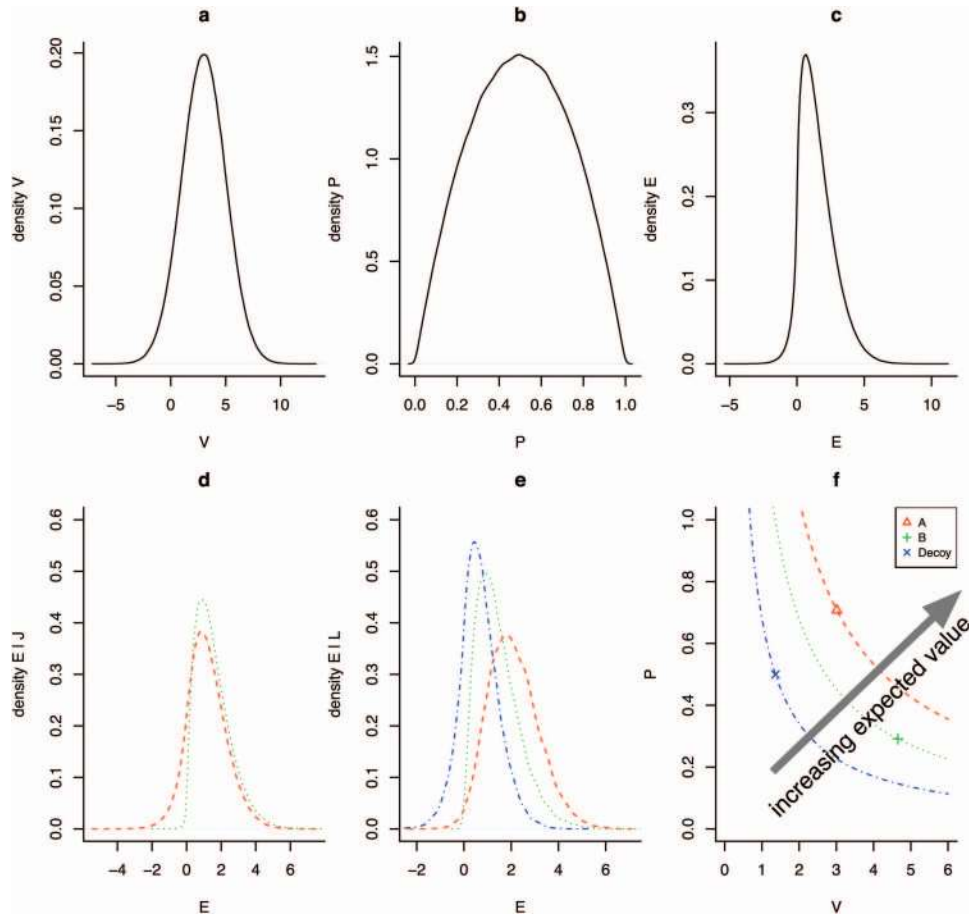 a
b
c
density V
0.00 0.05 0.10 0.15 0.20
−5 0 5 10
V
density P
0.0 0.5 1.0 1.5
0.0 0.2 0.4 0.6 0.8 1.0
P
density E
0.0 0.1 0.2 0.3
−5 0 5 10
E
d
e
f
density E I J
0.0 0.1 0.2 0.3 0.4 0.5 0.6
−4 −2 0 2 4 6
E
density E I L
0.0 0.1 0.2 0.3 0.4 0.5 0.6
−2 0 2 4 6
E
P
0.0 0.2 0.4 0.6 0.8 1.0
0 1 2 3 4 5 6
V
A
B
Decoy
increasing expected value